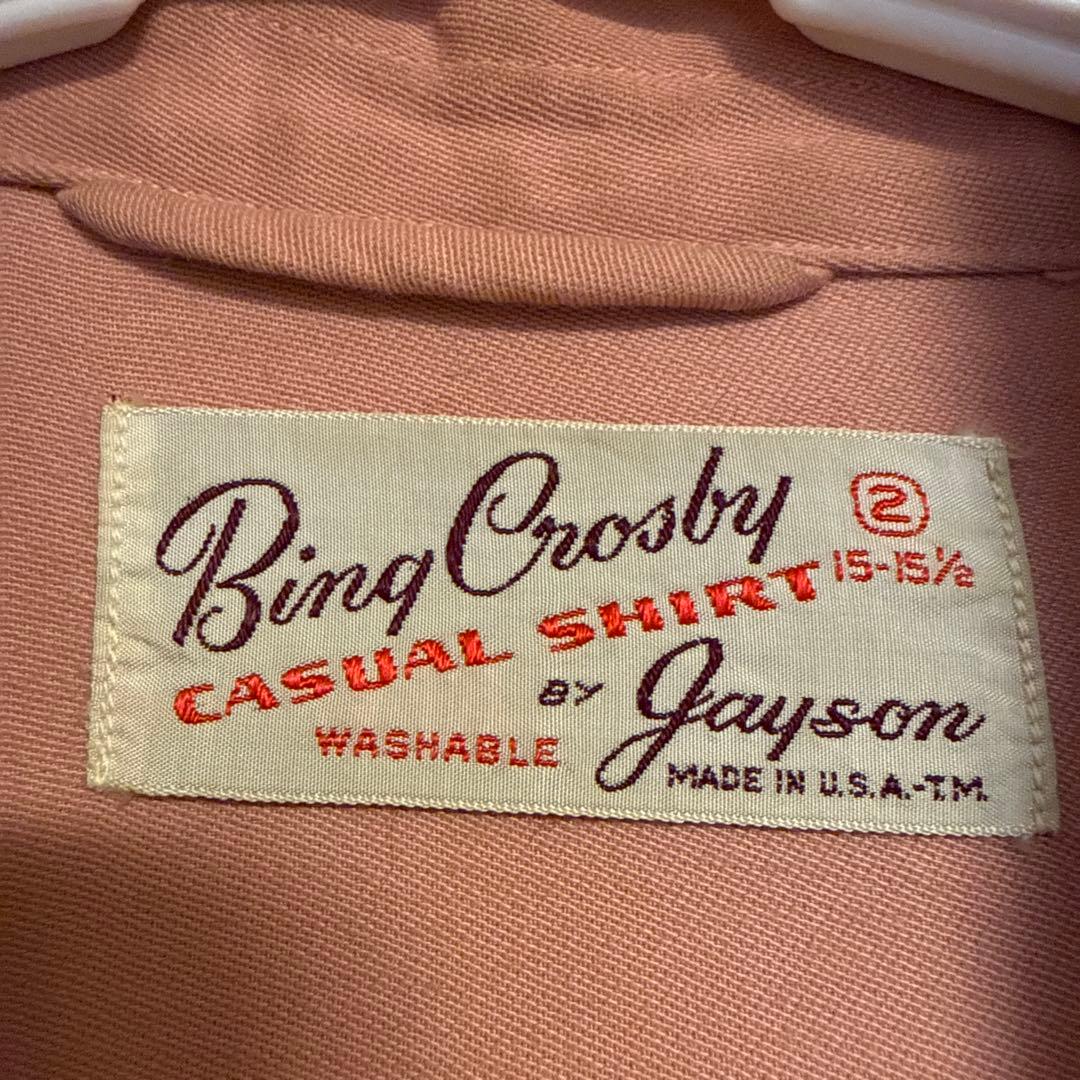 Bing Crosby
2
15-15½
CASUAL SHIRT
BY Jayson
WASHABLE
MADE IN U.S.A.-T.M.